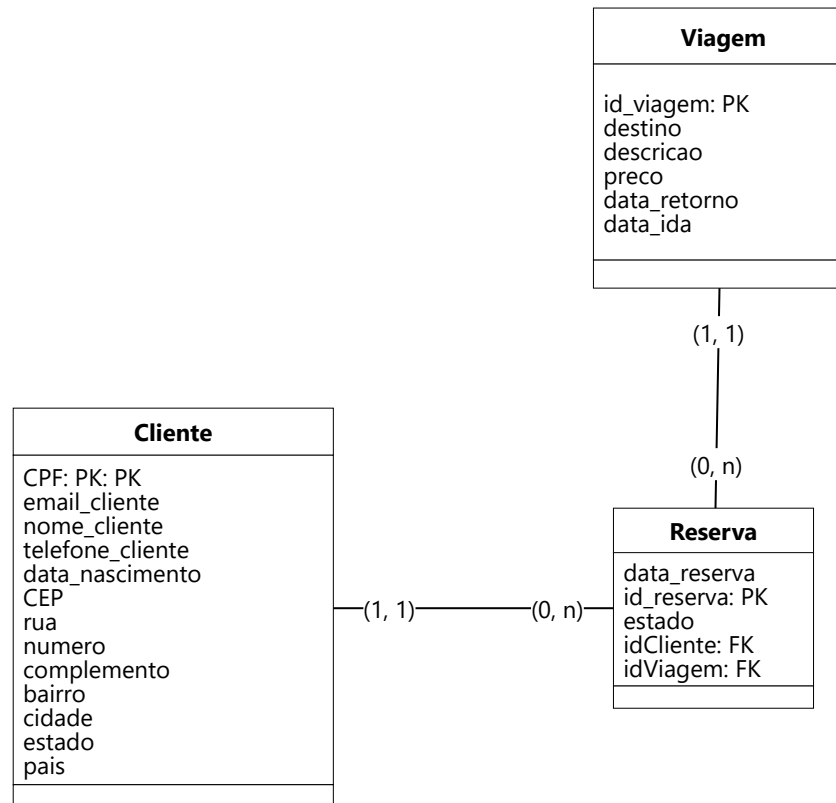 Viagem
id_viagem: PK
destino
descricao
preco
data_retorno
data_ida
(1, 1)
(0, n)
Cliente
CPF: PK: PK
email_cliente
nome_cliente
telefone_cliente
data_nascimento
CEP
rua
numero
complemento
bairro
cidade
estado
pais
(1, 1)
(0, n)
Reserva
data_reserva
id_reserva: PK
estado
idCliente: FK
idViagem: FK